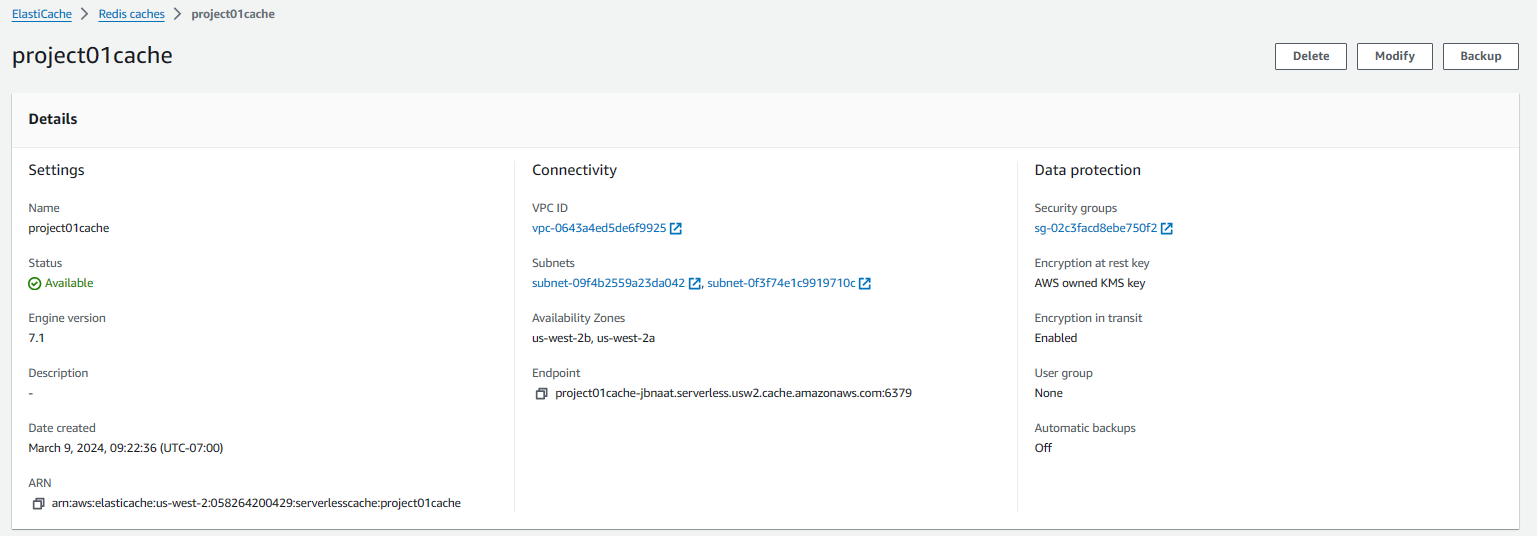 ElastiCache > Redis caches > project01cache
project01cache
Delete Modify Backup
Details
Settings
Name
project01cache
Status
Available
Engine version
7.1
Description
-
Date created
March 9, 2024, 09:22:36 (UTC-07:00)
ARN
arn:aws:elasticache:us-west-2:058264200429:serverlesscache:project01cache
Connectivity
VPC ID
vpc-0643a4ed5de6f9925
Subnets
subnet-09f4b2559a23da042, subnet-0f3f74e1c9919710c
Availability Zones
us-west-2b, us-west-2a
Endpoint
project01cache-jbnaat.serverless.usw2.cache.amazonaws.com:6379
Data protection
Security groups
sg-02c3facd8ebe750f2
Encryption at rest key
AWS owned KMS key
Encryption in transit
Enabled
User group
None
Automatic backups
Off